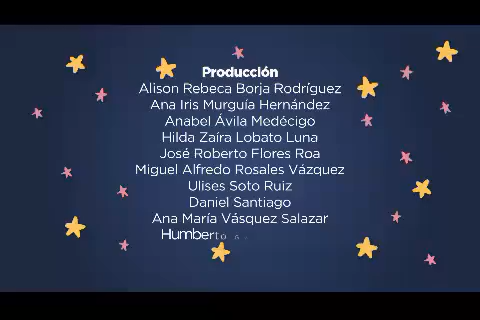 Producción
Alison Rebeca Borja Rodríguez
Ana Iris Murguía Hernández
Anabel Ávila Medécigo
Hilda Zaíra Lobato Luna
José Roberto Flores Roa
Miguel Alfredo Rosales Vázquez
Ulises Soto Ruiz
Daniel Santiago
Ana María Vásquez Salazar
Humberto